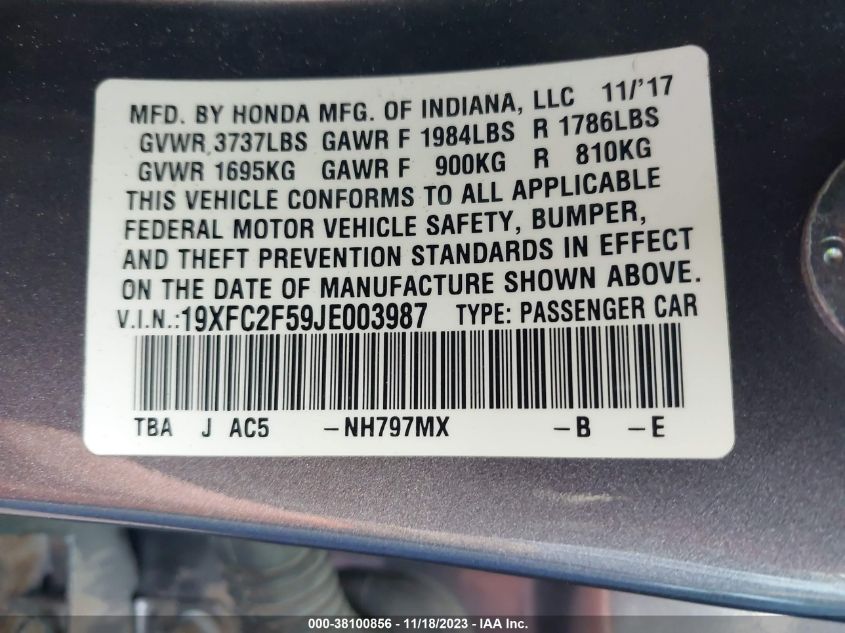 MFD. BY HONDA MFG. OF INDIANA, LLC 11/'17
GVWR 3737LBS GAWR F 1984LBS R 1786LBS
GVWR 1695KG GAWR F 900KG R 810KG
THIS VEHICLE CONFORMS TO ALL APPLICABLE
FEDERAL MOTOR VEHICLE SAFETY, BUMPER,
AND THEFT PREVENTION STANDARDS IN EFFECT
ON THE DATE OF MANUFACTURE SHOWN ABOVE.
V.I.N.:19XFC2F59JE003987 TYPE: PASSENGER CAR
TBA J AC5 -NH797MX -B -E
000-38100856 - 11/18/2023 - IAA Inc.